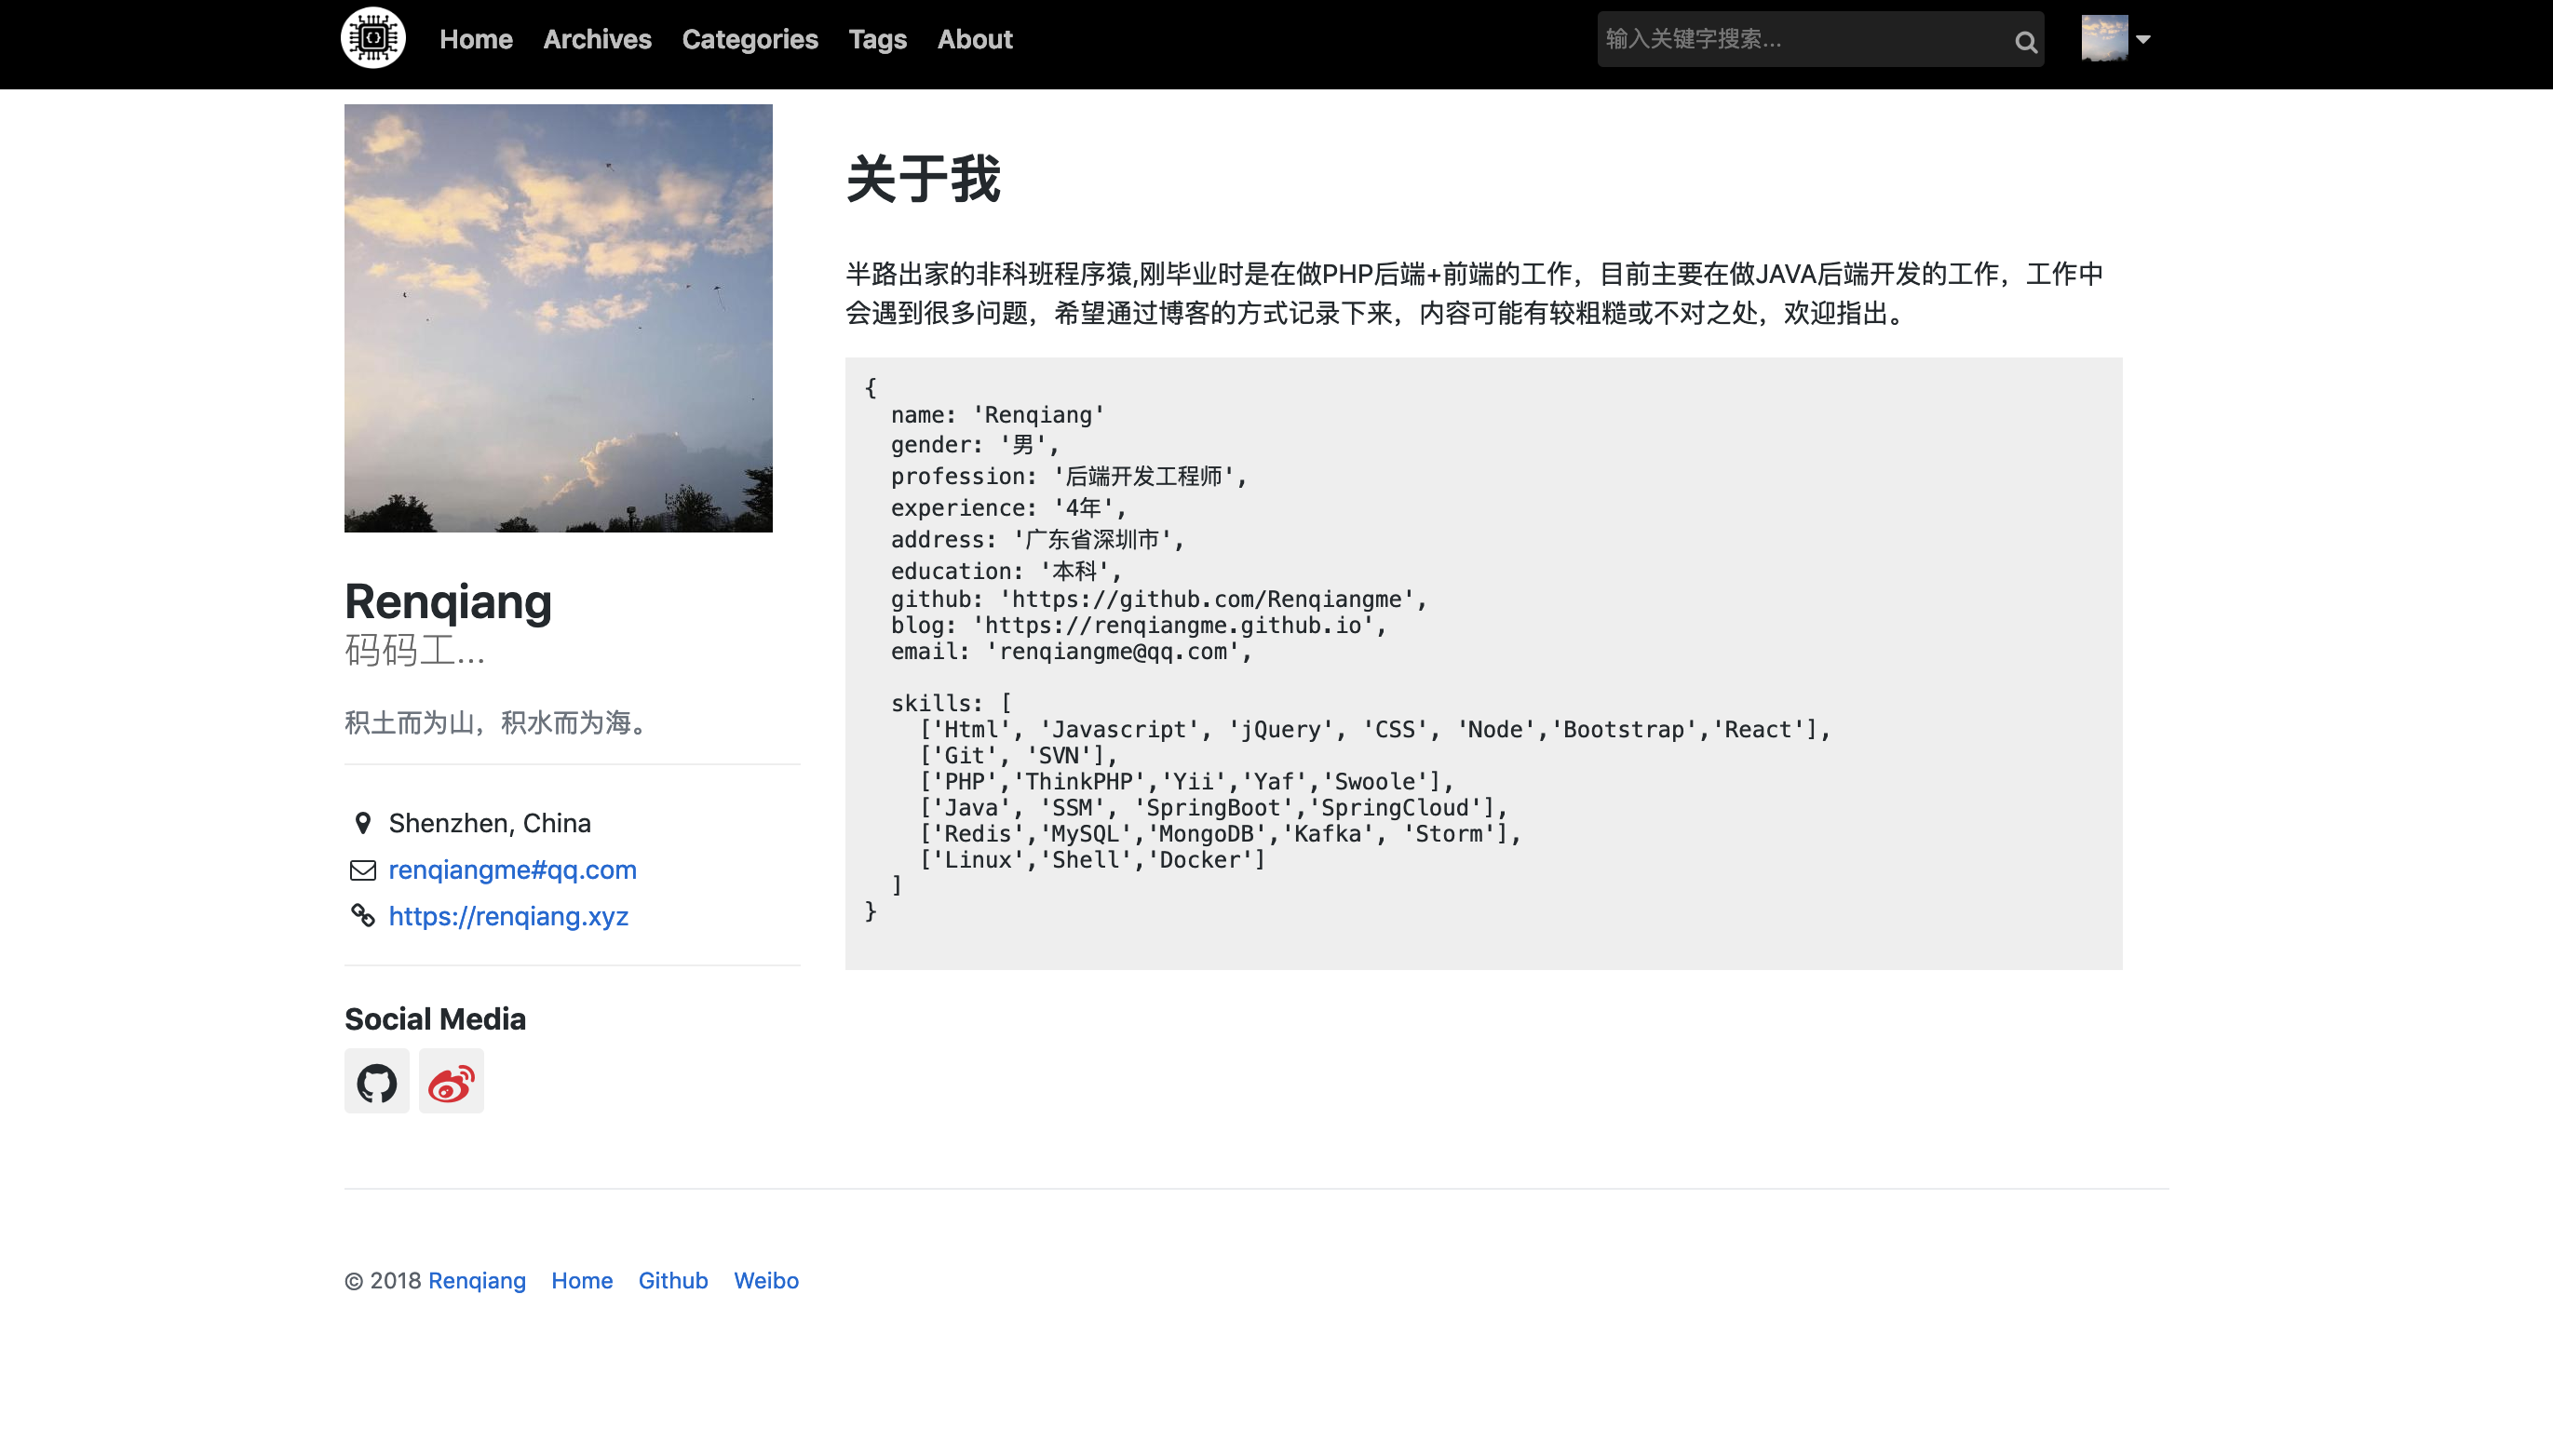 Home Archives Categories Tags About
输入关键字搜索...
Renqiang
码码工...
积土而为山，积水而为海。
Shenzhen, China
renqiangme#qq.com
https://renqiang.xyz
Social Media
关于我
半路出家的非科班程序猿,刚毕业时是在做PHP后端+前端的工作，目前主要在做JAVA后端开发的工作，工作中
会遇到很多问题，希望通过博客的方式记录下来，内容可能有较粗糙或不对之处，欢迎指出。
{
  name: 'Renqiang'
  gender: '男',
  profession: '后端开发工程师',
  experience: '4年',
  address: '广东省深圳市',
  education: '本科',
  github: 'https://github.com/Renqiangme',
  blog: 'https://renqiangme.github.io',
  email: 'renqiangme@qq.com',
  skills: [
    ['Html', 'Javascript', 'jQuery', 'CSS', 'Node','Bootstrap','React'],
    ['Git', 'SVN'],
    ['PHP','ThinkPHP','Yii','Yaf','Swoole'],
    ['Java', 'SSM', 'SpringBoot','SpringCloud'],
    ['Redis','MySQL','MongoDB','Kafka', 'Storm'],
    ['Linux','Shell','Docker']
  ]
}
© 2018 Renqiang Home Github Weibo